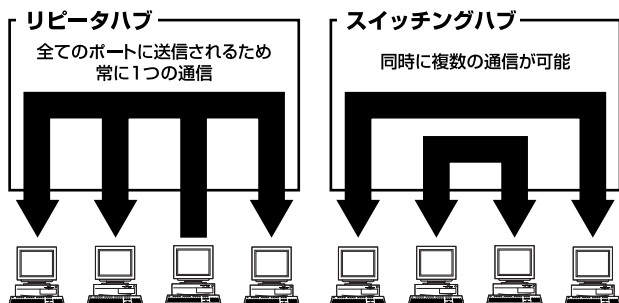 リピータハブ
全てのポートに送信されるため
常に1つの通信
スイッチングハブ
同時に複数の通信が可能